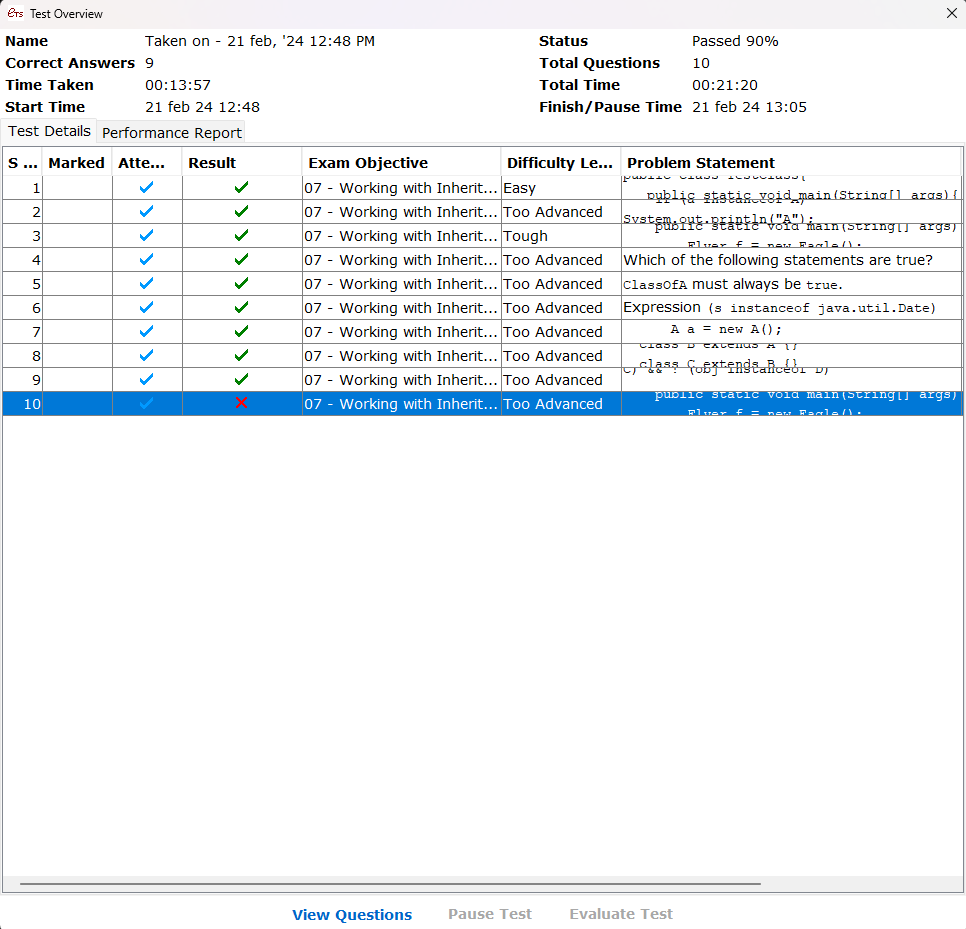 ETS Test Overview
Name Taken on - 21 feb, '24 12:48 PM Status Passed 90%
Correct Answers 9 Total Questions 10
Time Taken 00:13:57 Total Time 00:21:20
Start Time 21 feb 24 12:48 Finish/Pause Time 21 feb 24 13:05
Test Details Performance Report
S ... Marked Atte... Result Exam Objective Difficulty Le... Problem Statement
1 07 - Working with Inherit... Easy public class TestClass{
public static void main(String[] args){
2 07 - Working with Inherit... Too Advanced if (a instanceof A)
System.out.println("A");
3 07 - Working with Inherit... Tough public static void main(String[] args)
Flyer f = new Eagle();
4 07 - Working with Inherit... Too Advanced Which of the following statements are true?
5 07 - Working with Inherit... Too Advanced ClassOfA must always be true.
6 07 - Working with Inherit... Too Advanced Expression (s instanceof java.util.Date)
7 07 - Working with Inherit... Too Advanced A a = new A();
8 07 - Working with Inherit... Too Advanced class B extends A {}
class C extends B {}
9 07 - Working with Inherit... Too Advanced C) && ! (obj instanceof D)
10 07 - Working with Inherit... Too Advanced public static void main(String[] args)
Flyer f = new Eagle();
View Questions Pause Test Evaluate Test